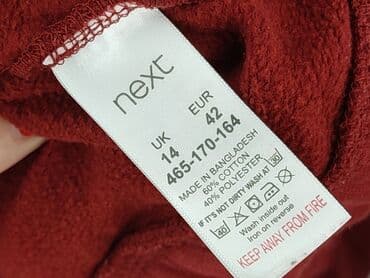 next
UK EUR
14 42
465-170-164
MADE IN BANGLADESH
60% COTTON
40% POLYESTER
IF IT'S NOT DIRTY WASH AT 30
40
Wash inside out
Iron on reverse
KEEP AWAY FROM FIRE